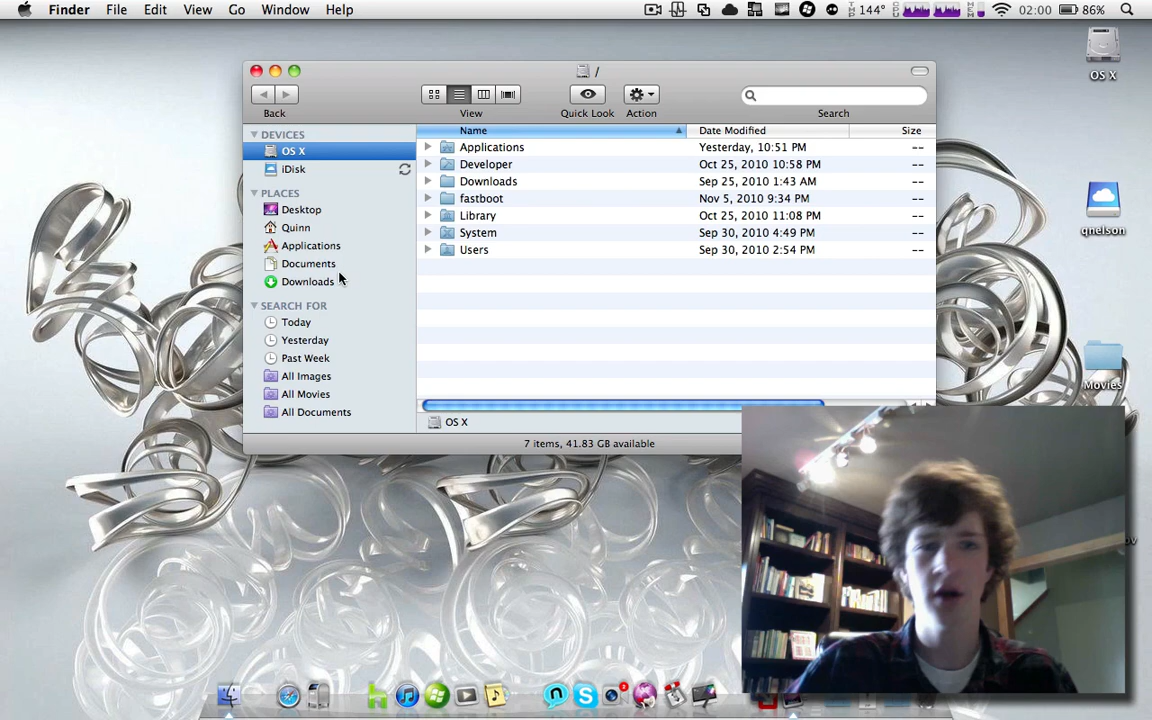 Finder File Edit View Go Window Help 144° 02:00 86%
/
Back View Quick Look Action Search
DEVICES
OS X
iDisk
PLACES
Desktop
Quinn
Applications
Documents
Downloads
SEARCH FOR
Today
Yesterday
Past Week
All Images
All Movies
All Documents
Name Date Modified Size
Applications Yesterday, 10:51 PM --
Developer Oct 25, 2010 10:58 PM --
Downloads Sep 25, 2010 1:43 AM --
fastboot Nov 5, 2010 9:34 PM --
Library Oct 25, 2010 11:08 PM --
System Sep 30, 2010 4:49 PM --
Users Sep 30, 2010 2:54 PM --
OS X
7 items, 41.83 GB available
OS X
qnelson
Movies